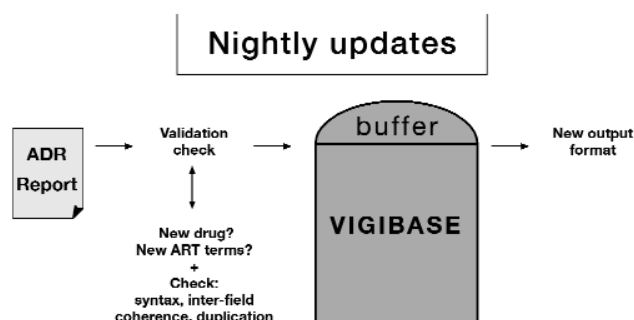 Nightly updates
buffer
ADR
Report
Validation
check
New output
format
VIGIBASE
New drug?
New ART terms?
+
Check:
syntax, inter-field
coherence, duplication